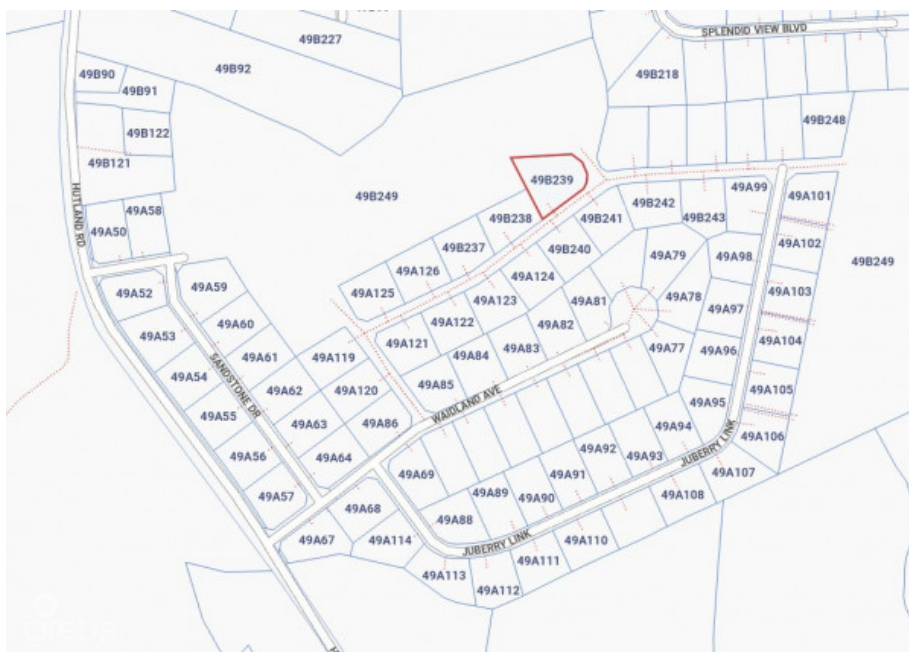 SPLENDID VIEW BLVD
49B227
49B92
49B90
49B91
49B218
49B122
49B248
49B121
49B239
49A99
49A101
49B249
49A58
49B242
49B243
49A50
HUTLAND RD
49B238
49B241
49A102
49B237
49B240
49A79
49A98
49B249
49A126
49A124
49A59
49A125
49A52
49A123
49A81
49A78
49A103
49A97
49A60
49A122
49A82
49A53
49A121
49A104
49A61
49A119
49A84
49A83
49A77
49A96
49A54
SANDSTONE DR
49A62
49A120
49A85
WAIDLAND AVE
49A105
49A55
49A63
49A86
49A95
49A94
49A106
49A56
49A64
49A92
49A93
JUBERRY LINK
49A69
49A91
49A107
49A57
49A89
49A90
49A108
49A68
49A88
49A67
49A114
JUBERRY LINK
49A110
49A111
49A113
49A112